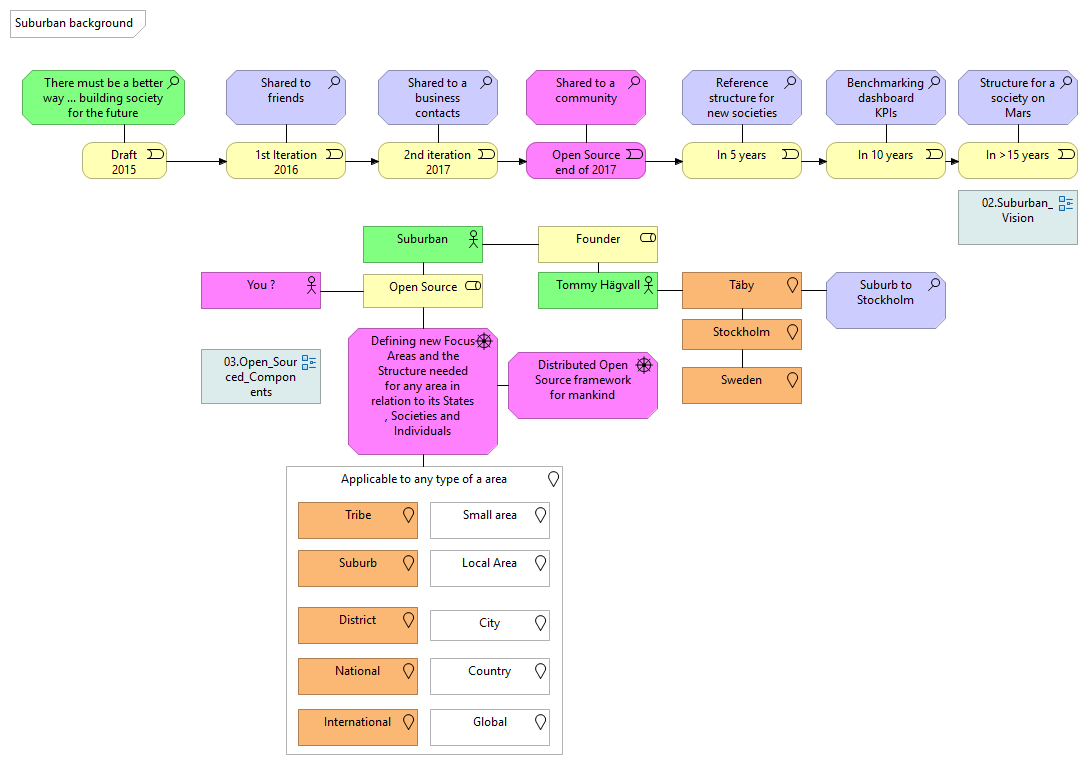 Suburban background
There must be a better
way ... building society
for the future
Shared to
friends
Shared to a
business
contacts
Shared to a
community
Reference
structure for
new societies
Benchmarking
dashboard
KPIs
Structure for a
society on
Mars
Draft
2015
1st Iteration
2016
2nd iteration
2017
Open Source
end of 2017
In 5 years
In 10 years
In >15 years
02.Suburban_
Vision
Suburban
Founder
You ?
Open Source
Tommy Hägvall
Täby
Suburb to
Stockholm
Stockholm
Sweden
03.Open_Sour
ced_Compon
ents
Defining new Focus
Areas and the
Structure needed
for any area in
relation to its States
, Societies and
Individuals
Distributed Open
Source framework
for mankind
Applicable to any type of a area
Tribe
Small area
Suburb
Local Area
District
City
National
Country
International
Global